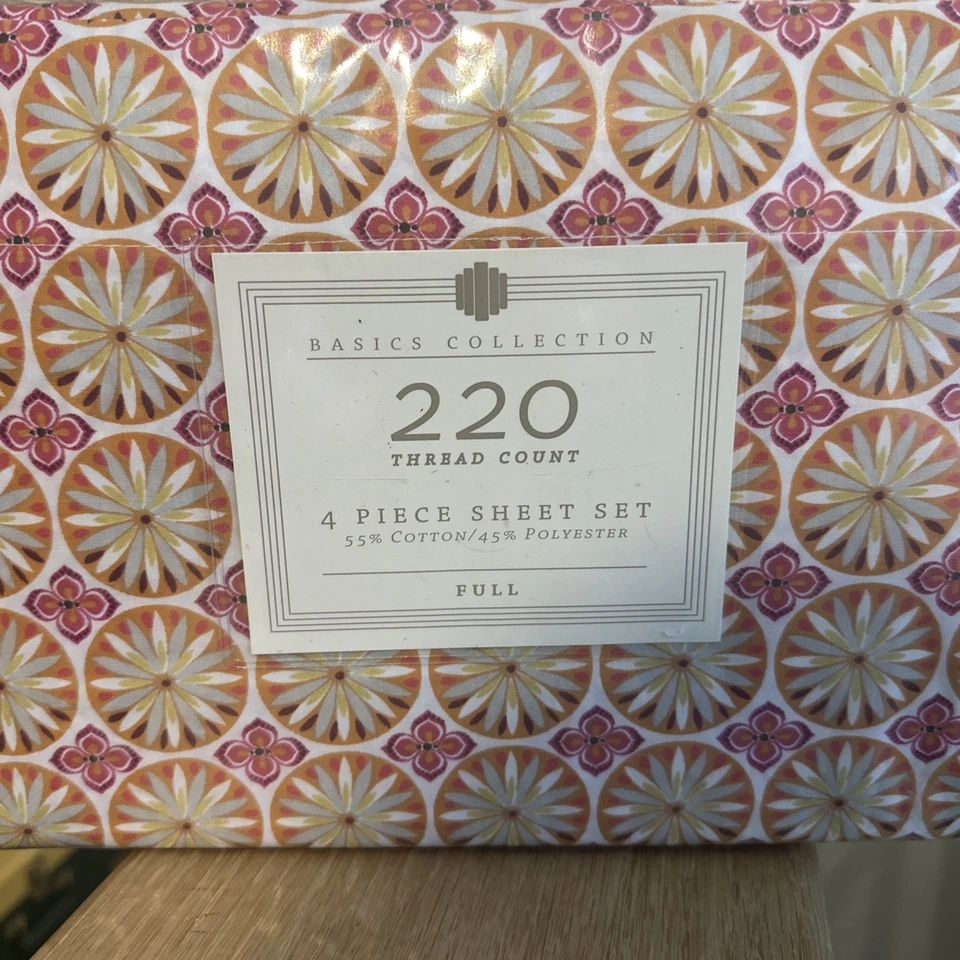 BASICS COLLECTION
220
THREAD COUNT
4 PIECE SHEET SET
55% COTTON/45% POLYESTER
FULL